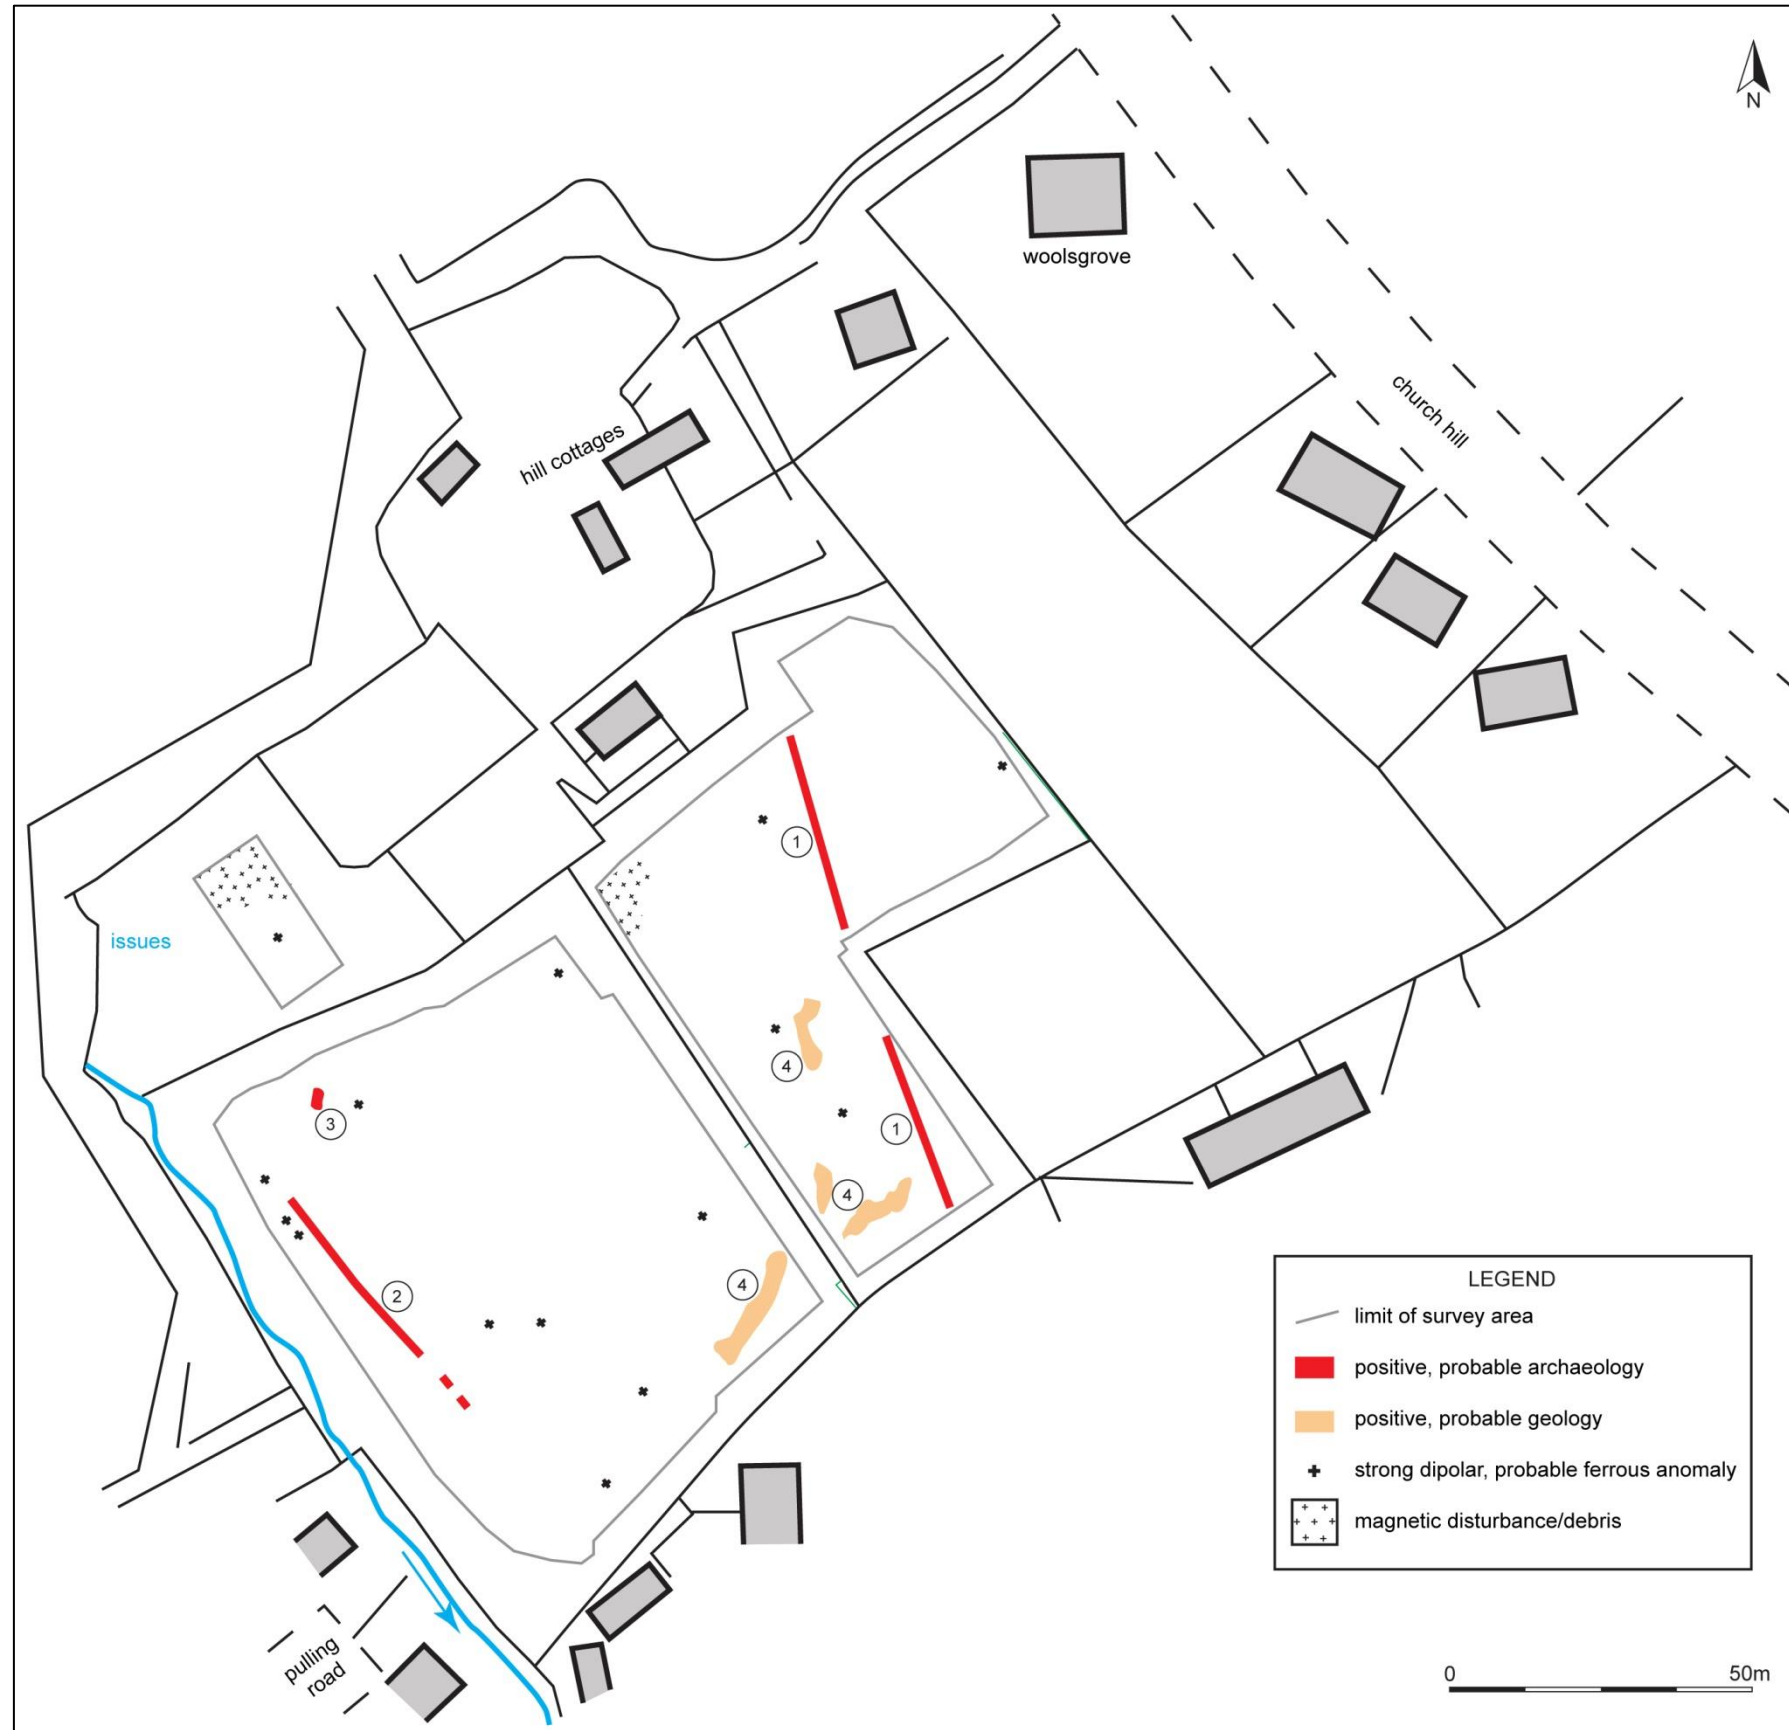 N
woolsgrove
church hill
hill cottages
issues
1
1
2
3
4
4
4
pulling
road
LEGEND
limit of survey area
positive, probable archaeology
positive, probable geology
strong dipolar, probable ferrous anomaly
magnetic disturbance/debris
0 50m